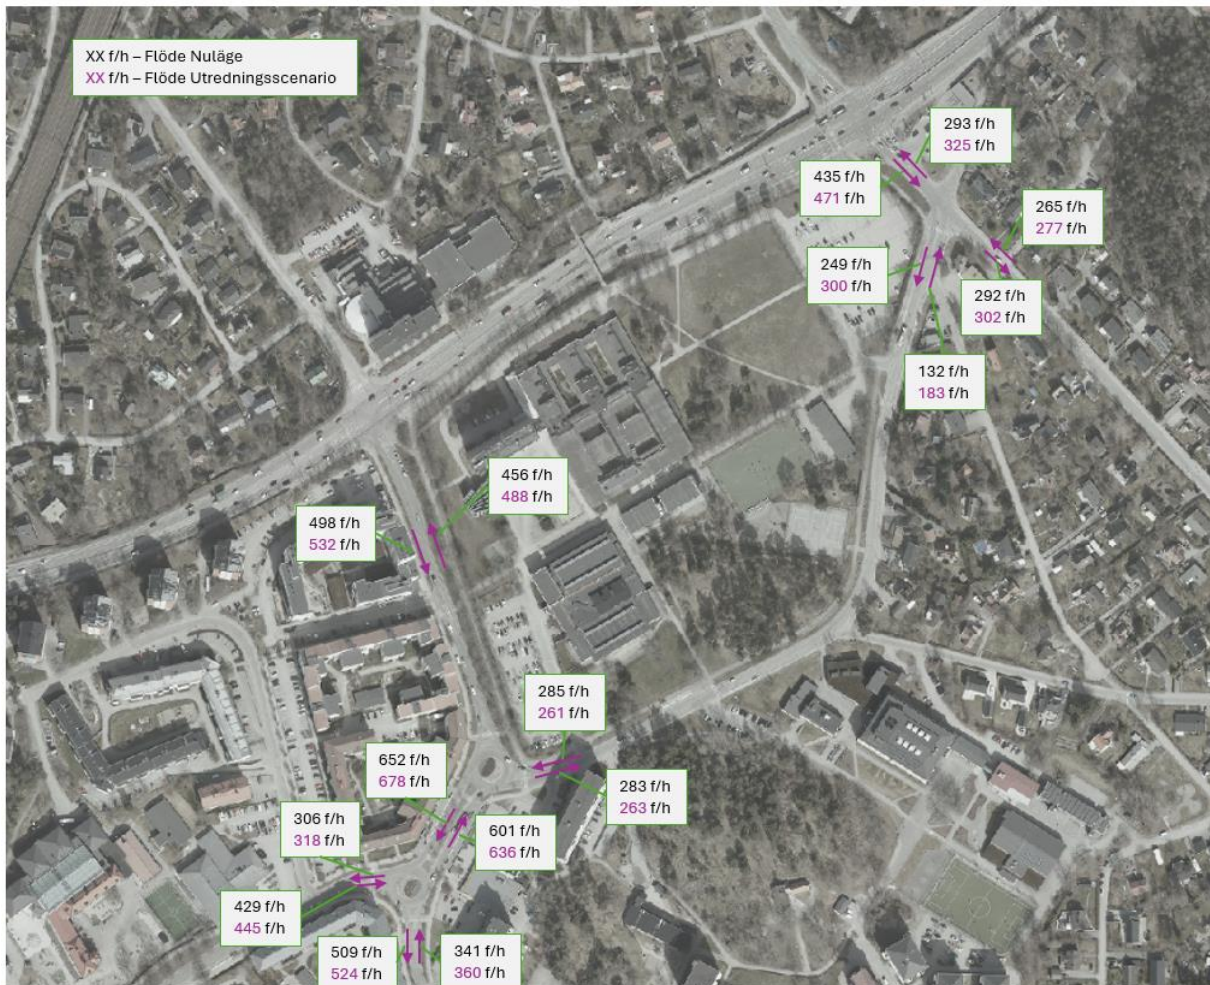 XX f/h – Flöde Nuläge
XX f/h – Flöde Utredningsscenario
293 f/h
325 f/h
435 f/h
471 f/h
265 f/h
277 f/h
249 f/h
300 f/h
292 f/h
302 f/h
132 f/h
183 f/h
456 f/h
488 f/h
498 f/h
532 f/h
285 f/h
261 f/h
652 f/h
678 f/h
283 f/h
263 f/h
306 f/h
318 f/h
601 f/h
636 f/h
429 f/h
445 f/h
509 f/h
524 f/h
341 f/h
360 f/h